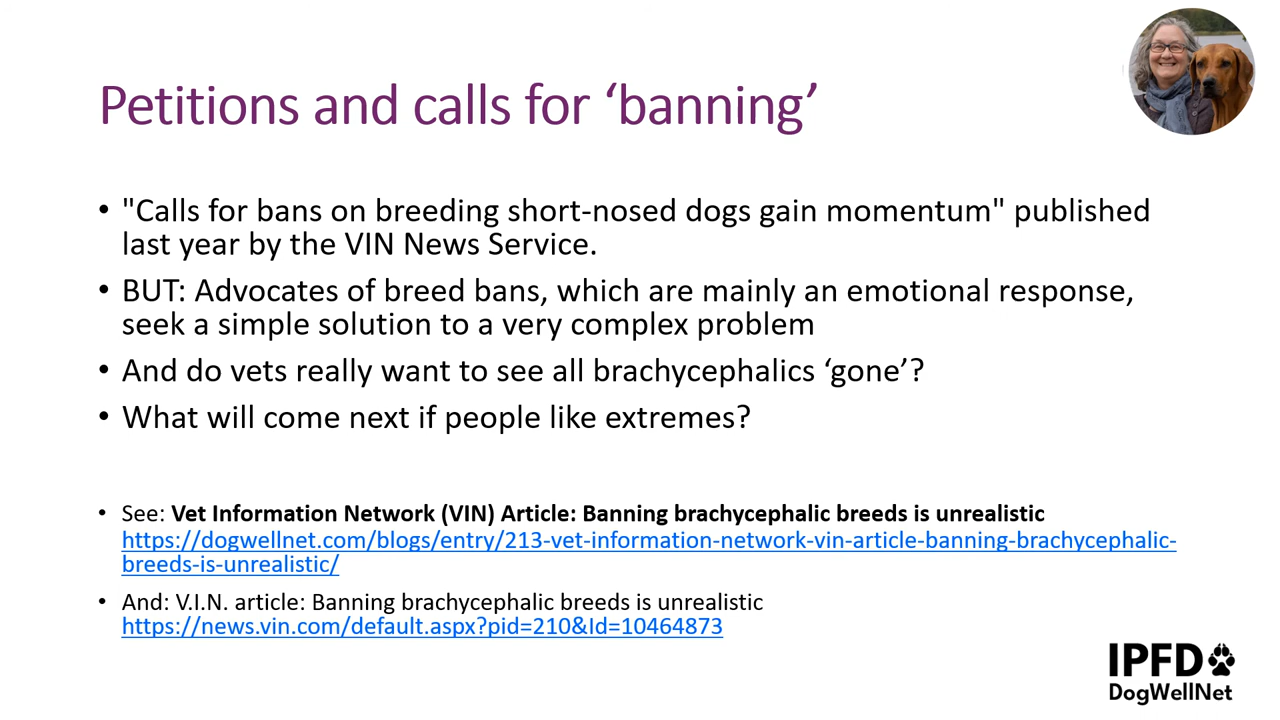 Petitions and calls for ‘banning’
• "Calls for bans on breeding short-nosed dogs gain momentum" published
last year by the VIN News Service.
• BUT: Advocates of breed bans, which are mainly an emotional response,
seek a simple solution to a very complex problem
• And do vets really want to see all brachycephalics ‘gone’?
• What will come next if people like extremes?
• See: Vet Information Network (VIN) Article: Banning brachycephalic breeds is unrealistic
https://dogwellnet.com/blogs/entry/213-vet-information-network-vin-article-banning-brachycephalic-
breeds-is-unrealistic/
• And: V.I.N. article: Banning brachycephalic breeds is unrealistic
https://news.vin.com/default.aspx?pid=210&Id=10464873
IPFD
DogWellNet